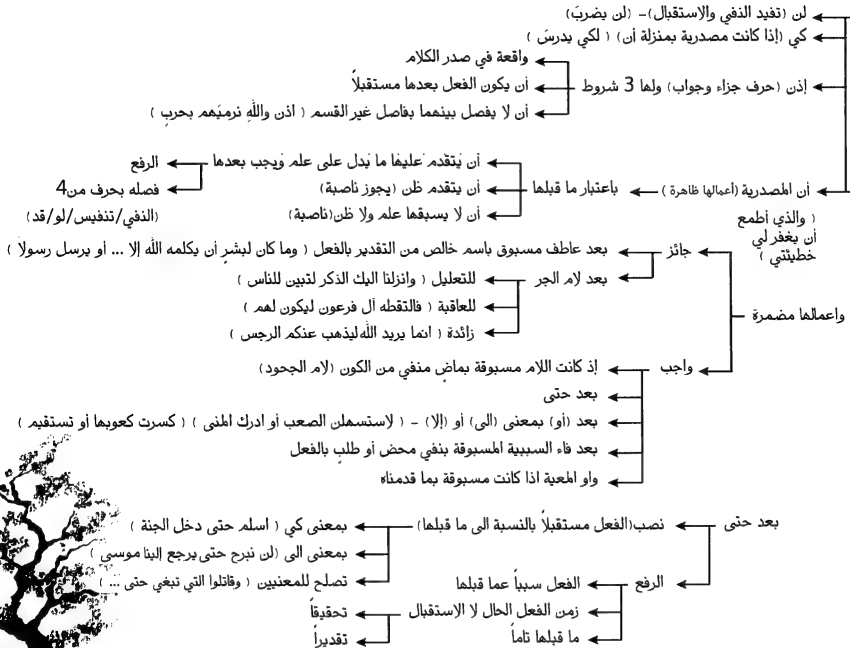 لن (تفيد النفي والاستقبال) - (لن يضربَ)
كي (إذا كانت مصدرية بمنزلة أن) ( لكي يدرسَ )
إذن (حرف جزاء وجواب) ولها 3 شروط
واقعة في صدر الكلام
أن يكون الفعل بعدها مستقبلاً
أن لا يفصل بينهما بفاصل غير القسم ( اذن واللهِ نرميَهم بحربٍ )
أن المصدرية (أعمالها ظاهرة )
( والذي أطمع
أن يغفر لي
خطيئتي )
باعتبار ما قبلها
أن يتقدم عليها ما يدل على علم ويجب بعدها
الرفع
فصله بحرف من4
(النفي/تنفيس/لو/قد)
أن يتقدم ظن (يجوز ناصبة)
أن لا يسبقها علم ولا ظن(ناصبة)
واعمالها مضمرة
جائز
بعد عاطف مسبوق باسم خالص من التقدير بالفعل ( وما كان لبشرٍ أن يكلمه الله إلا ... أو يرسل رسولا )
بعد لام الجر
للتعليل ( وانزلنا اليك الذكر لتبين للناس )
للعاقبة ( فالتقطه آل فرعون ليكون لهم )
زائدة ( انما يريد الله ليذهب عنكم الرجس )
واجب
إذ كانت اللام مسبوقة بماضٍ منفي من الكون (لام الجحود)
بعد حتى
بعد (أو) بمعنى (الى) أو (إلا) - ( لاستسهلن الصعب أو ادرك المنى ) ( كسرت كعوبها أو تستقيم )
بعد فاء السببية المسبوقة بنفي محض أو طلبٍ بالفعل
واو المعية اذا كانت مسبوقة بما قدمناه
بعد حتى
نصب(الفعل مستقبلاً بالنسبة الى ما قبلها)
بمعنى كي ( اسلم حتى دخل الجنة )
بمعنى الى (لن نبرح حتى يرجع إلينا موسى )
تصلح للمعنيين ( وقاتلوا التي تبغي حتى ... )
الرفع
الفعل سبباً عما قبلها
زمن الفعل الحال لا الاستقبال
تحقيقاً
تقديراً
ما قبلها تاماً